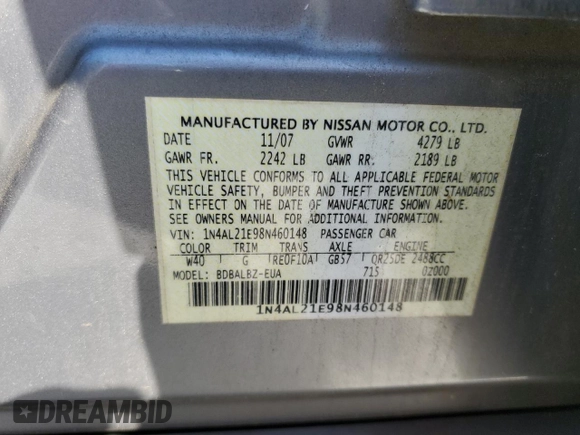 MANUFACTURED BY NISSAN MOTOR CO., LTD.
DATE 11/07 GVWR 4279 LB
GAWR FR. 2242 LB GAWR RR. 2189 LB
THIS VEHICLE CONFORMS TO ALL APPLICABLE FEDERAL MOTOR
VEHICLE SAFETY, BUMPER AND THEFT PREVENTION STANDARDS
IN EFFECT ON THE DATE OF MANUFACTURE SHOWN ABOVE.
SEE OWNERS MANUAL FOR ADDITIONAL INFORMATION.
VIN: 1N4AL21E98N460148 PASSENGER CAR
COLOR TRIM TRANS AXLE ENGINE
W40 G RE0F10A GB57 QR25DE 2488CC
MODEL: BDBALBZ-EUA 715 0Z000
1N4AL21E98N460148
DREAMBID